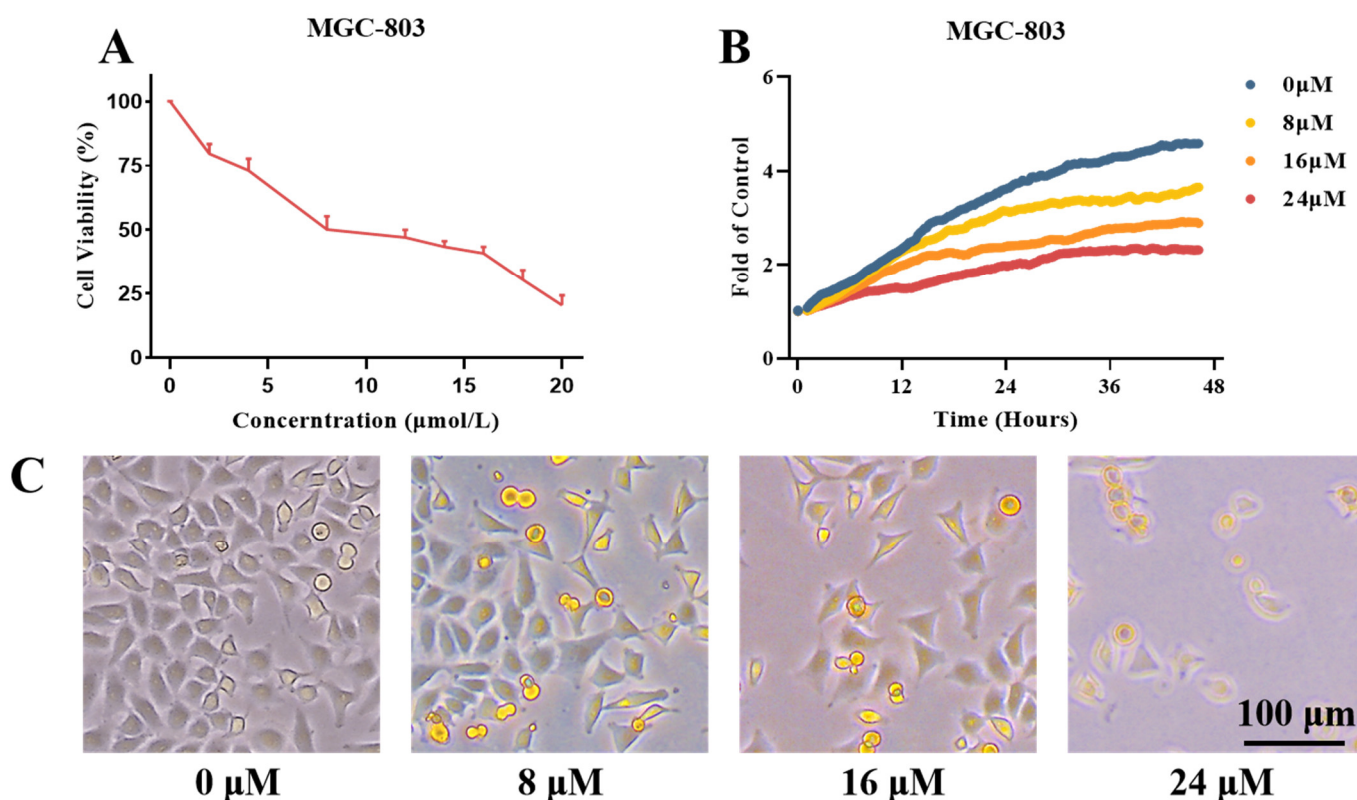 A
MGC-803
Cell Viability (%)
100
75
50
25
0
0 5 10 15 20
Concerntration (μmol/L)
B
MGC-803
Fold of Control
6
4
2
0
0 12 24 36 48
Time (Hours)
0μM
8μM
16μM
24μM
C
100 μm
0 μM 8 μM 16 μM 24 μM